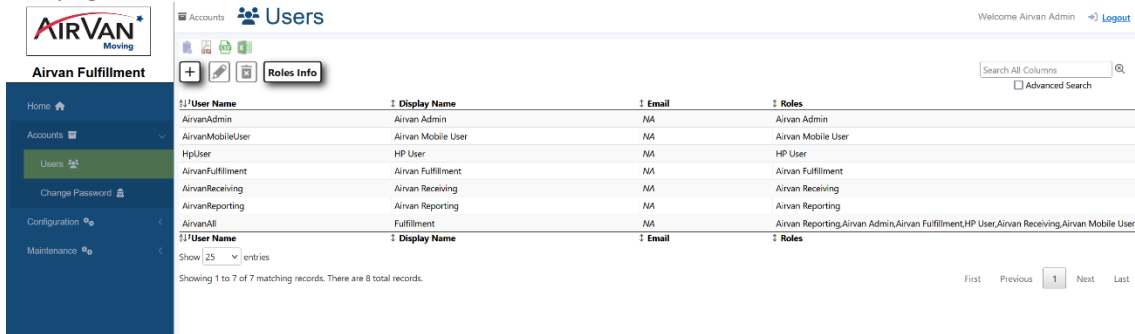 AIRVAN
Moving
Airvan Fulfillment
Home
Accounts
Users
Change Password
Configuration
Maintenance
Accounts Users
Welcome Airvan Admin Logout
+ Roles Info
Search All Columns
Advanced Search
User Name Display Name Email Roles
AirvanAdmin Airvan Admin NA Airvan Admin
AirvanMobileUser Airvan Mobile User NA Airvan Mobile User
HpUser HP User NA HP User
AirvanFulfillment Airvan Fulfillment NA Airvan Fulfillment
AirvanReceiving Airvan Receiving NA Airvan Receiving
AirvanReporting Airvan Reporting NA Airvan Reporting
AirvanAll Fulfillment NA Airvan Reporting,Airvan Admin,Airvan Fulfillment,HP User,Airvan Receiving,Airvan Mobile User
User Name Display Name Email Roles
Show 25 entries
Showing 1 to 7 of 7 matching records. There are 8 total records.
First Previous 1 Next Last